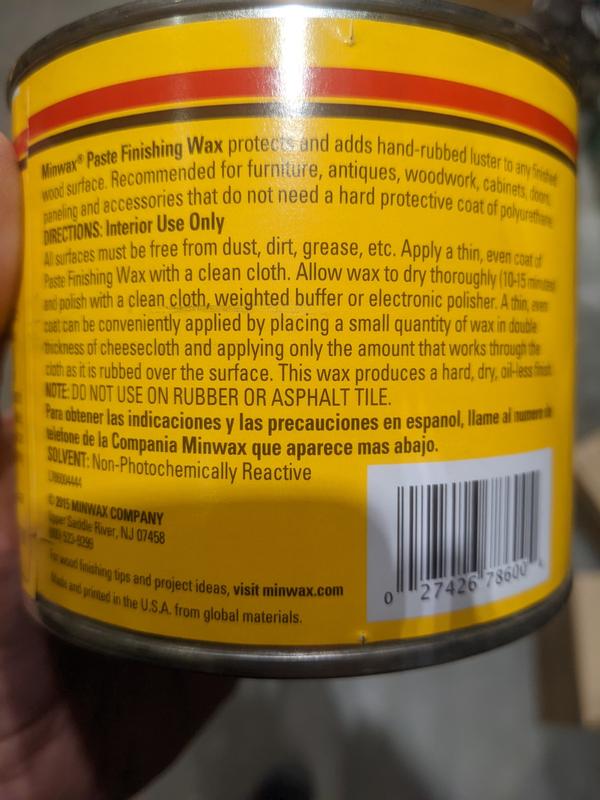 Minwax® Paste Finishing Wax protects and adds hand-rubbed luster to any finished
wood surface. Recommended for furniture, antiques, woodwork, cabinets, doors,
paneling and accessories that do not need a hard protective coat of polyurethane.
DIRECTIONS: Interior Use Only
All surfaces must be free from dust, dirt, grease, etc. Apply a thin, even coat of
Paste Finishing Wax with a clean cloth. Allow wax to dry thoroughly (10-15 minutes)
and polish with a clean cloth, weighted buffer or electronic polisher. A thin, even
coat can be conveniently applied by placing a small quantity of wax in double
thickness of cheesecloth and applying only the amount that works through the
cloth as it is rubbed over the surface. This wax produces a hard, dry, oil-less finish.
NOTE: DO NOT USE ON RUBBER OR ASPHALT TILE.
Para obtener las indicaciones y las precauciones en espanol, llame al numero de
telefono de la Compania Minwax que aparece mas abajo.
SOLVENT: Non-Photochemically Reactive
© 2015 MINWAX COMPANY
Upper Saddle River, NJ 07458
(800) 523-9299
For wood finishing tips and project ideas, visit minwax.com
Made and printed in the U.S.A. from global materials.
0 27426 78600 4